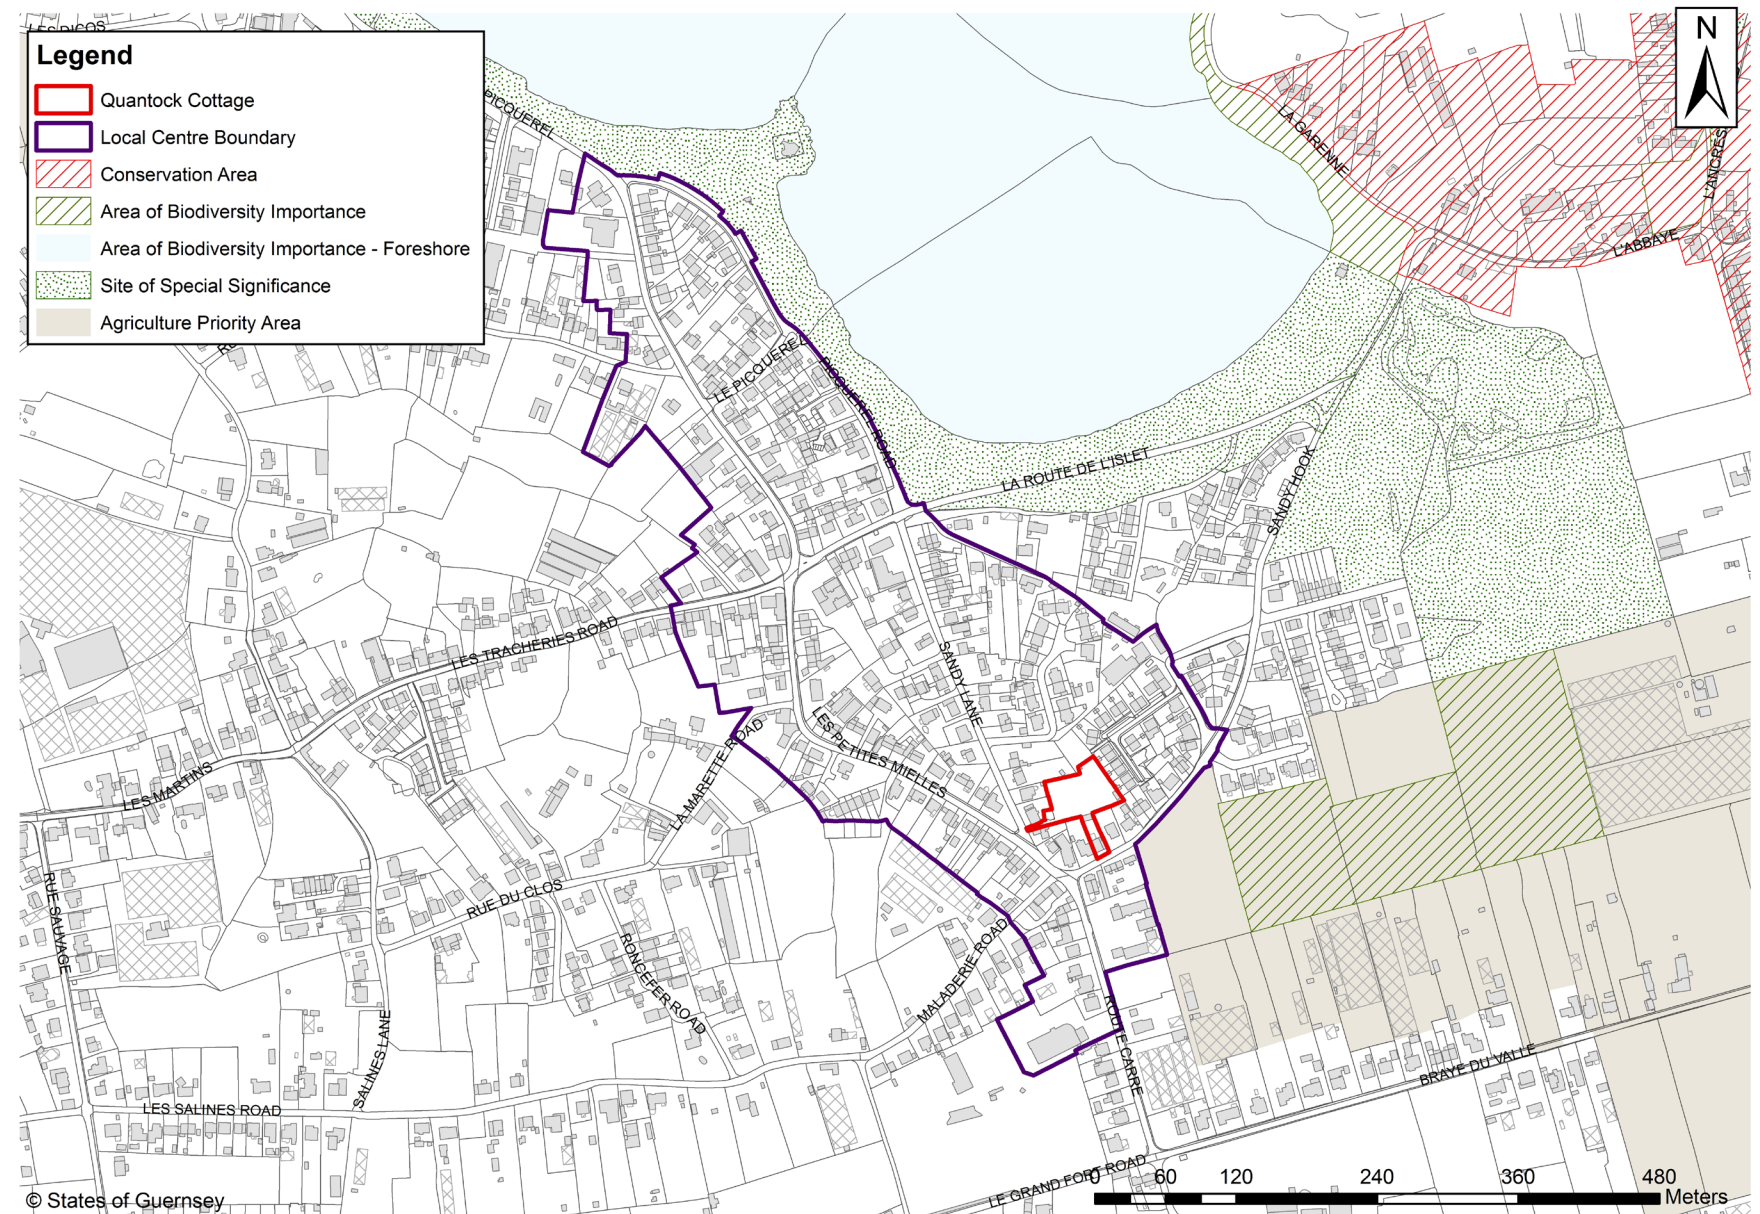 LES DICOS
Legend
Quantock Cottage
Local Centre Boundary
Conservation Area
Area of Biodiversity Importance
Area of Biodiversity Importance - Foreshore
Site of Special Significance
Agriculture Priority Area
N
PICQUEREL
LA GARENNE
L'ANCRES
L'ABBAYE
LE PICQUEREL
PICQUEREL ROAD
LA ROUTE DE L'ISLET
SANDY HOOK
LES TRACHERIES ROAD
SANDY LANE
LES PETITES MIELLES
LA MARETTE ROAD
LES MARTINS
RUE SAUVAGE
RUE DU CLOS
RONCEFER ROAD
MALADERIE ROAD
ROUTE CARRE
SALINES LANE
LES SALINES ROAD
BRAYE DU VALLE
LE GRAND FORT ROAD
0 60 120 240 360 480
Meters
© States of Guernsey